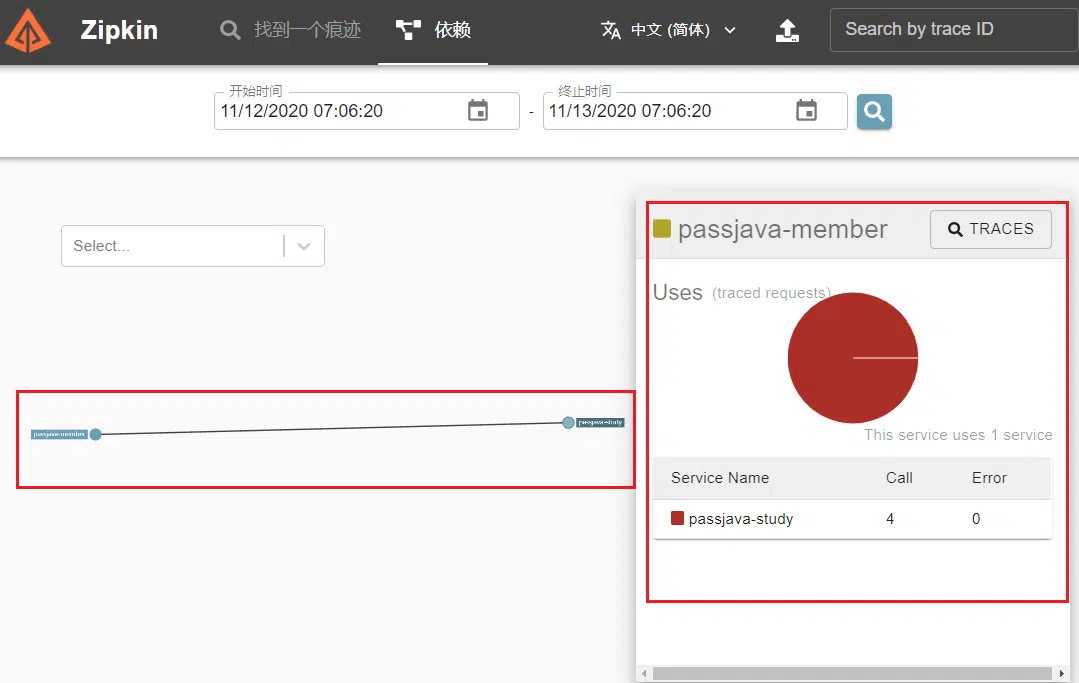 Zipkin 找到一个痕迹 依赖 中文 (简体) Search by trace ID
开始时间 终止时间
11/12/2020 07:06:20 - 11/13/2020 07:06:20
Select...
passjava-member TRACES
Uses (traced requests)
This service uses 1 service
passjava-member passjava-study
Service Name Call Error
passjava-study 4 0